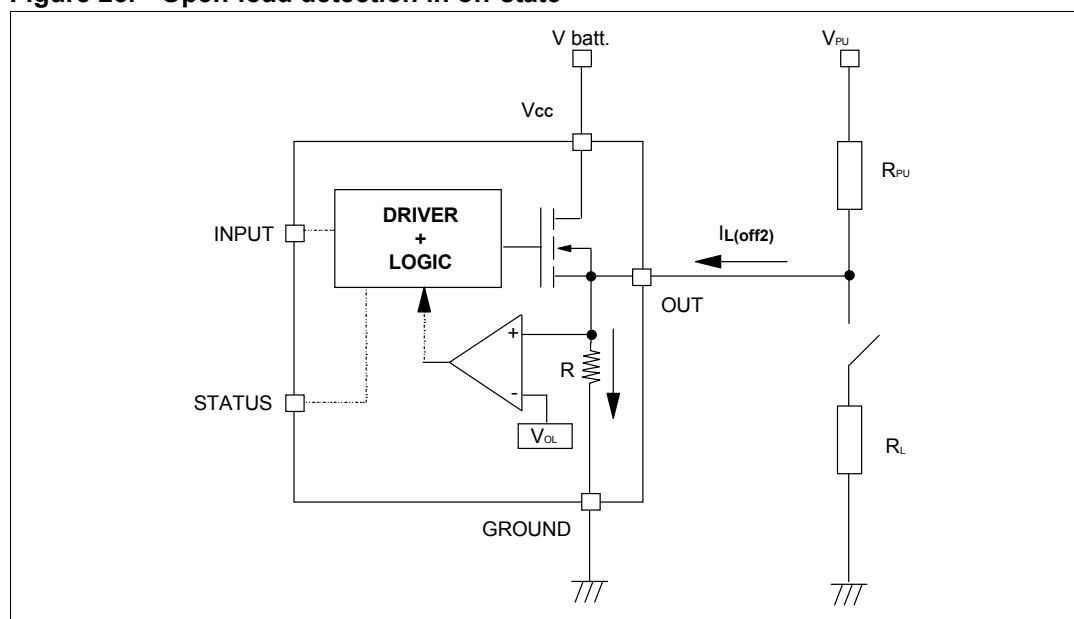 Figure 26. Open-load detection in off-state
V batt.
VPU
Vcc
RPU
DRIVER
+
LOGIC
INPUT
IL(off2)
OUT
+
R
-
STATUS
VOL
RL
GROUND